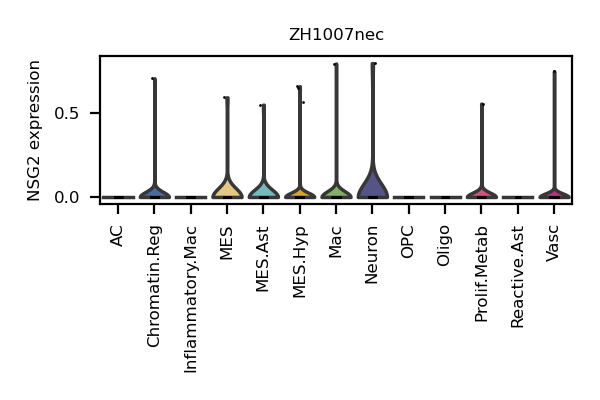 ZH1007nec
NSG2 expression
0.5
0.0
AC
Chromatin.Reg
Inflammatory.Mac
MES
MES.Ast
MES.Hyp
Mac
Neuron
OPC
Oligo
Prolif.Metab
Reactive.Ast
Vasc